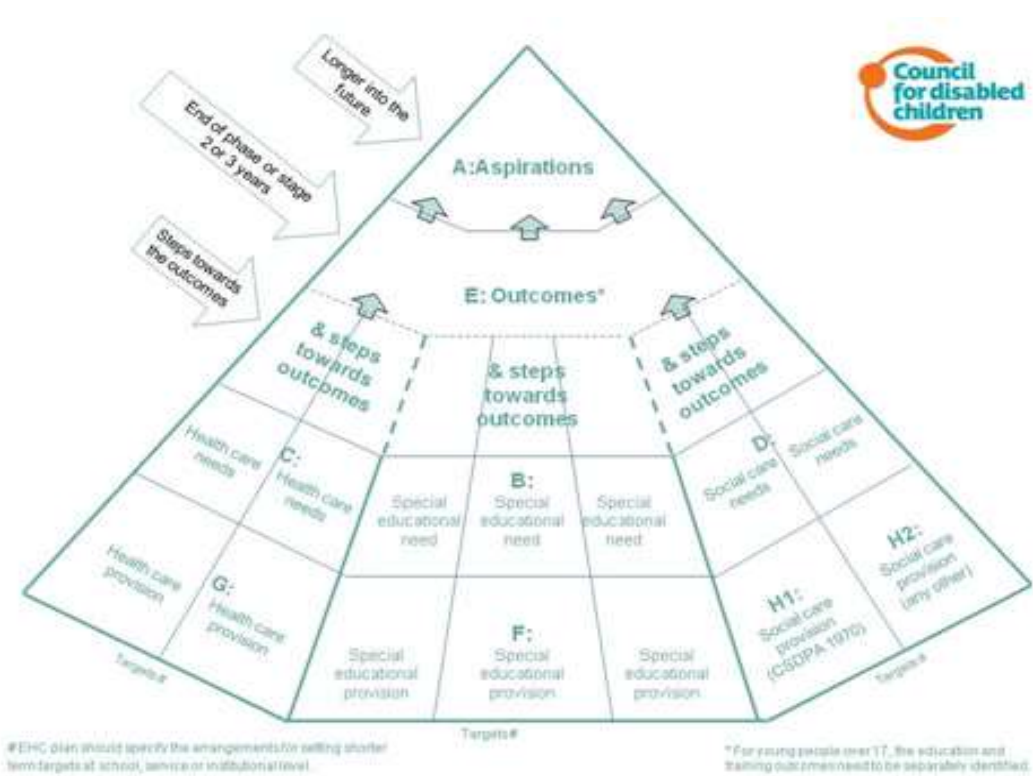 Council
for disabled
children
Longer into the
future
End of phase or stage
2 or 3 years
Steps towards
the outcomes
A:Aspirations
E: Outcomes*
& steps
towards
outcomes
& steps
towards
outcomes
& steps
towards
outcomes
Health care
needs
C:
Health care
needs
B:
Special
educational
need
Special
educational
need
Special
educational
need
D:
Social care
needs
Social care
needs
Health care
provision
G:
Health care
provision
F:
Special
educational
provision
Special
educational
provision
Special
educational
provision
H1:
Social care
provision
(CSDPA 1970)
H2:
Social care
provision
(any other)
Targets#
Targets#
Targets#
#EHC plan should specify the arrangements for setting shorter
term targets at school, service or institutional level.
*For young people over 17, the education and
training outcomes need to be separately identified.